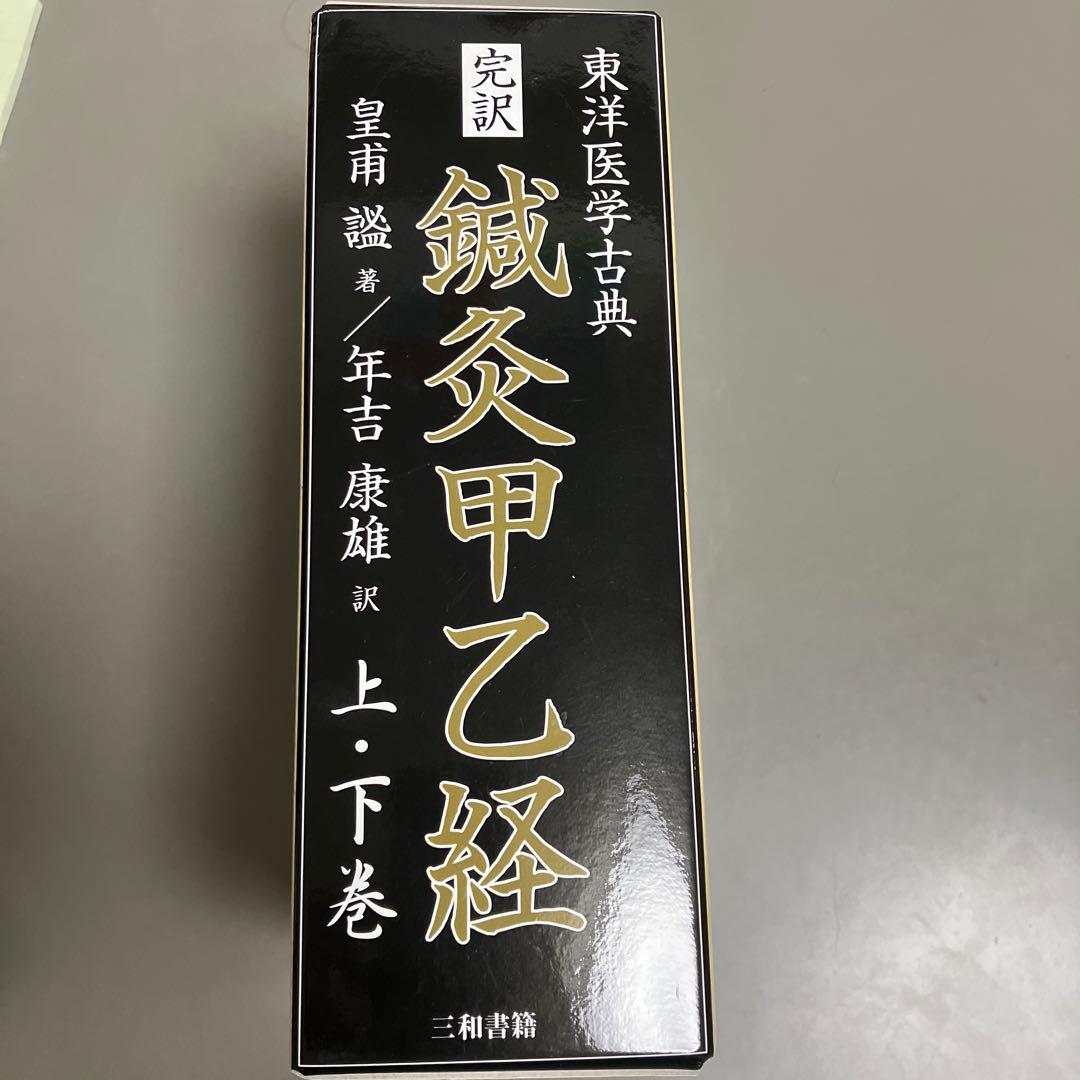 東洋医学古典
完訳
鍼灸甲乙経
皇甫 謐 著／年吉 康雄 訳 上・下巻
三和書籍